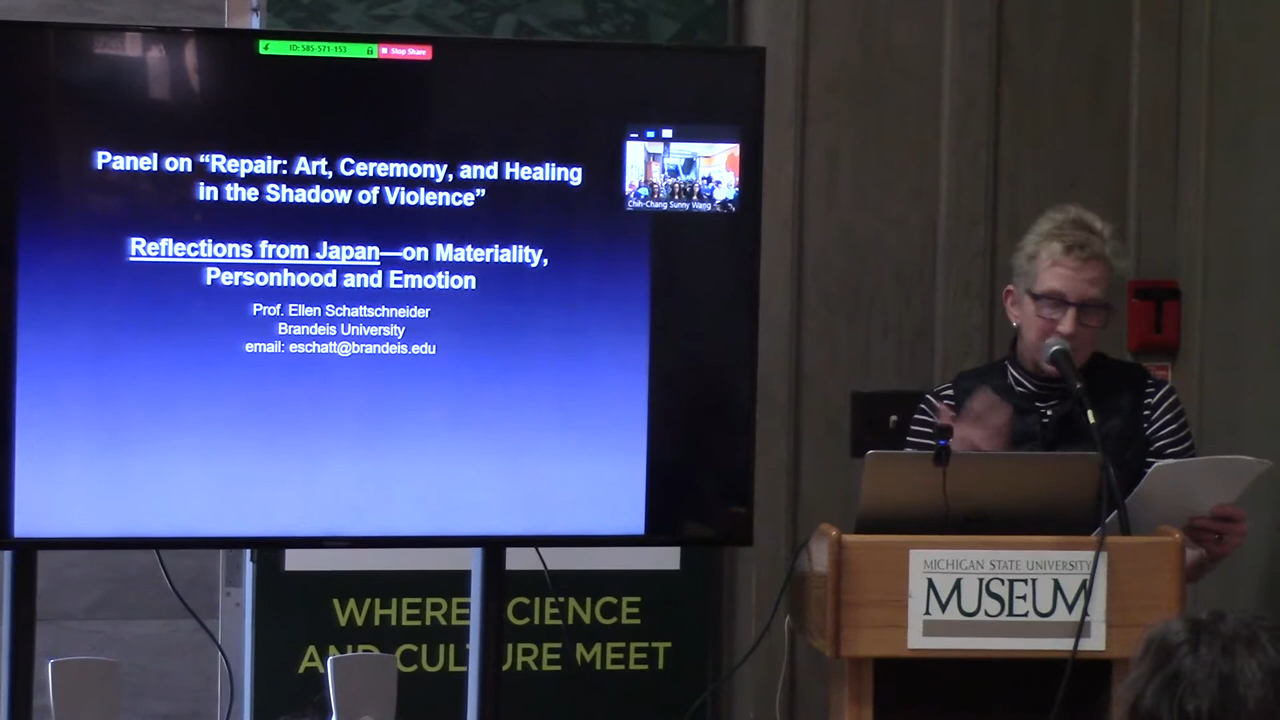 ID: 585-571-153
Stop Share
Panel on “Repair: Art, Ceremony, and Healing
in the Shadow of Violence”
Chih-Chang Sunny Wang
Reflections from Japan—on Materiality,
Personhood and Emotion
Prof. Ellen Schattschneider
Brandeis University
email: eschatt@brandeis.edu
MICHIGAN STATE UNIVERSITY
MUSEUM
WHERE CIENCE
AND CULTURE MEET